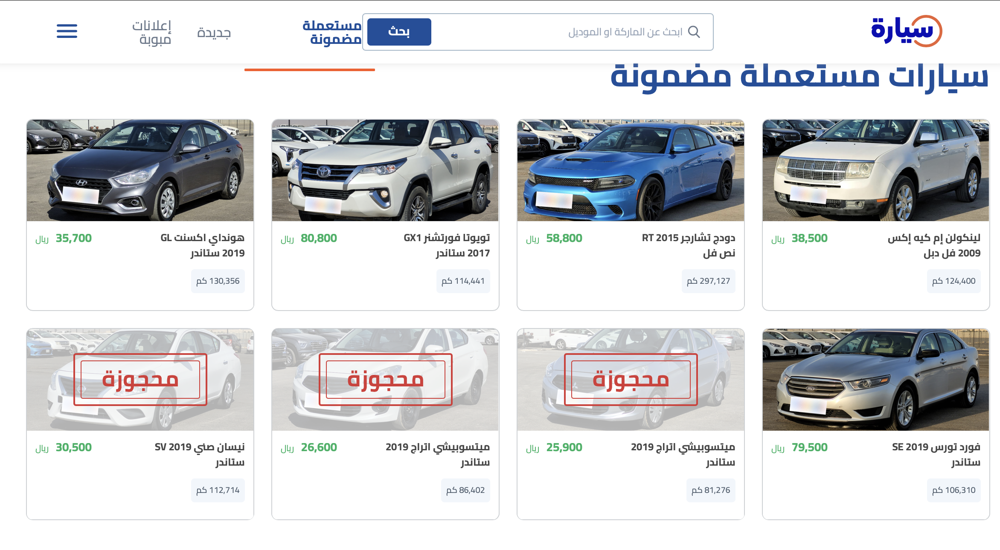 سيارة
ابحث عن الماركة او الموديل
بحث
مستعملة
مضمونة
جديدة
إعلانات
مبوبة
سيارات مستعملة مضمونة
لينكولن إم كيه إكس
2009 فل دبل
38,500 ريال
124,400 كم
دودج تشارجر RT 2015
نص فل
58,800 ريال
297,127 كم
تويوتا فورتشنر GX1
2017 ستاندر
80,800 ريال
114,441 كم
هونداي اكسنت GL
2019 ستاندر
35,700 ريال
130,356 كم
فورد تورس SE 2019
ستاندر
79,500 ريال
106,310 كم
محجوزة
ميتسوبيشي اتراج 2019
ستاندر
25,900 ريال
81,276 كم
محجوزة
ميتسوبيشي اتراج 2019
ستاندر
26,600 ريال
86,402 كم
محجوزة
نيسان صني SV 2019
ستاندر
30,500 ريال
112,714 كم